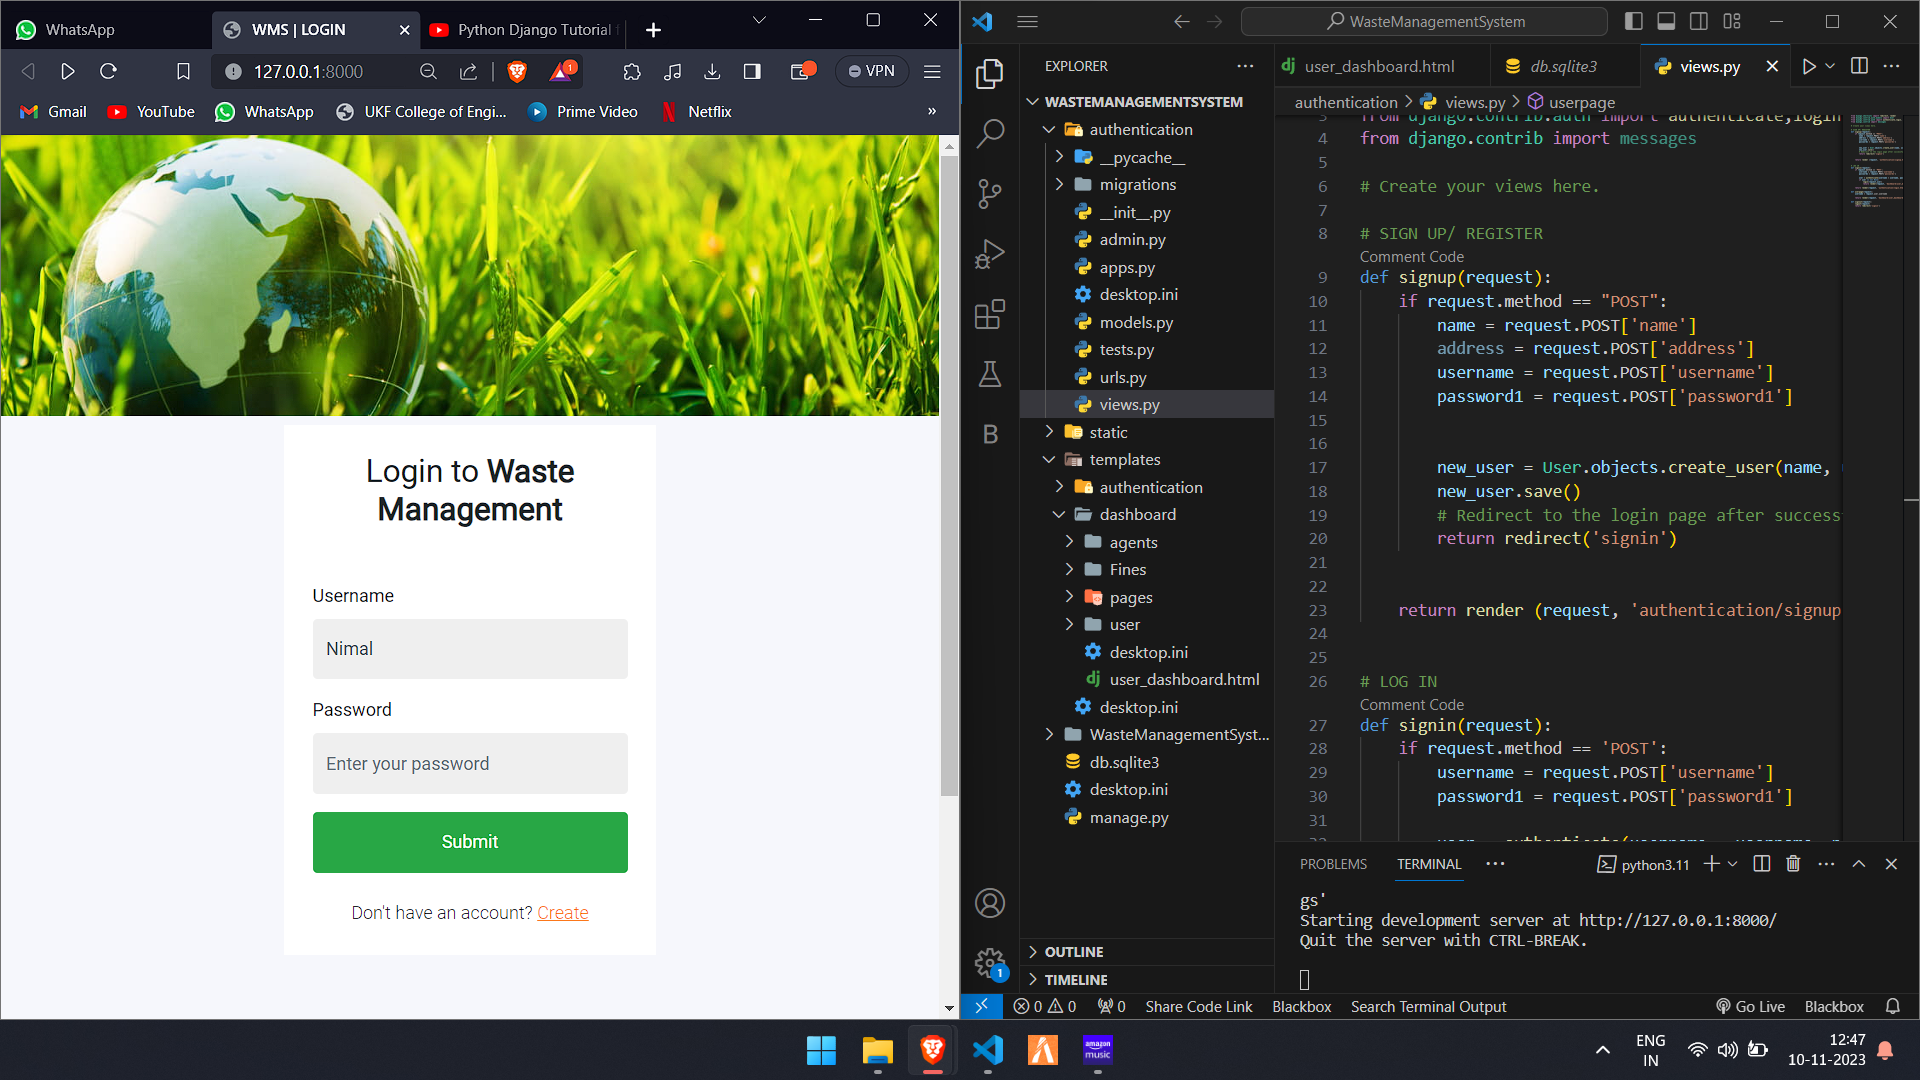 WhatsApp
WMS | LOGIN
Python Django Tutorial
127.0.0.1:8000
1
VPN
Gmail
YouTube
WhatsApp
UKF College of Engi...
Prime Video
Netflix
»
Login to Waste
Management
Username
Nimal
Password
Enter your password
Submit
Don't have an account? Create
WasteManagementSystem
EXPLORER
WASTEMANAGEMENTSYSTEM
authentication
__pycache__
migrations
__init__.py
admin.py
apps.py
desktop.ini
models.py
tests.py
urls.py
views.py
static
templates
authentication
dashboard
agents
Fines
pages
user
desktop.ini
user_dashboard.html
desktop.ini
WasteManagementSyst...
db.sqlite3
desktop.ini
manage.py
OUTLINE
TIMELINE
B
1
user_dashboard.html
db.sqlite3
views.py
authentication > views.py > userpage
3 from django.contrib.auth import authenticate,login
4 from django.contrib import messages
5
6 # Create your views here.
7
8 # SIGN UP/ REGISTER
Comment Code
9 def signup(request):
10 if request.method == "POST":
11 name = request.POST['name']
12 address = request.POST['address']
13 username = request.POST['username']
14 password1 = request.POST['password1']
15
16
17 new_user = User.objects.create_user(name,
18 new_user.save()
19 # Redirect to the login page after success
20 return redirect('signin')
21
22
23 return render (request, 'authentication/signup
24
25
26 # LOG IN
Comment Code
27 def signin(request):
28 if request.method == 'POST':
29 username = request.POST['username']
30 password1 = request.POST['password1']
31
PROBLEMS
TERMINAL
python3.11
gs'
Starting development server at http://127.0.0.1:8000/
Quit the server with CTRL-BREAK.
0 0 0 Share Code Link Blackbox Search Terminal Output Go Live Blackbox
amazon
music
ENG
IN
12:47
10-11-2023